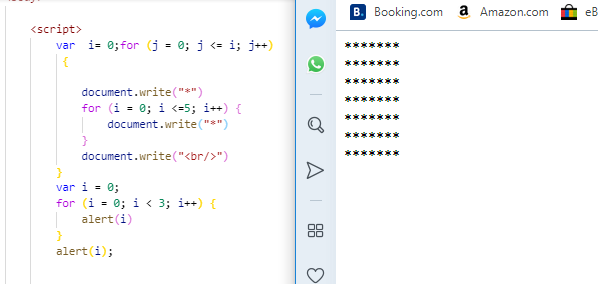 <script>
var  i= 0;for (j = 0; j <= i; j++)
{
document.write("*")
for (i = 0; i <=5; i++) {
document.write("*")
}
document.write("<br/>")
}
var i = 0;
for (i = 0; i < 3; i++) {
alert(i)
}
alert(i);
B. Booking.com a Amazon.com eB
*******
*******
*******
*******
*******
*******
*******